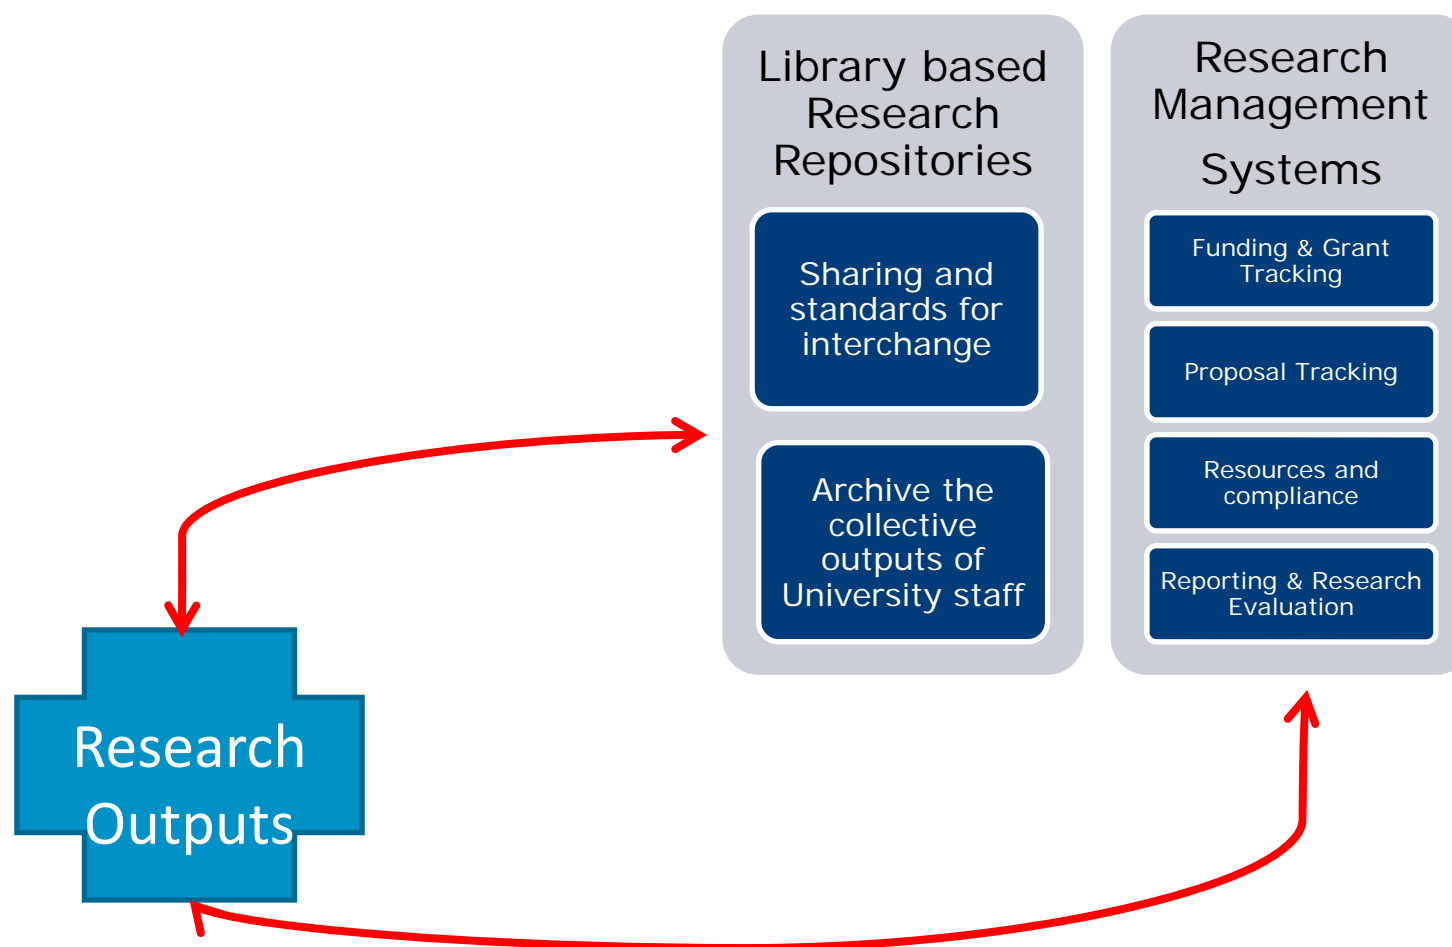 Library based
Research
Repositories
Sharing and
standards for
interchange
Archive the
collective
outputs of
University staff
Research
Management
Systems
Funding & Grant
Tracking
Proposal Tracking
Resources and
compliance
Reporting & Research
Evaluation
Research
Outputs